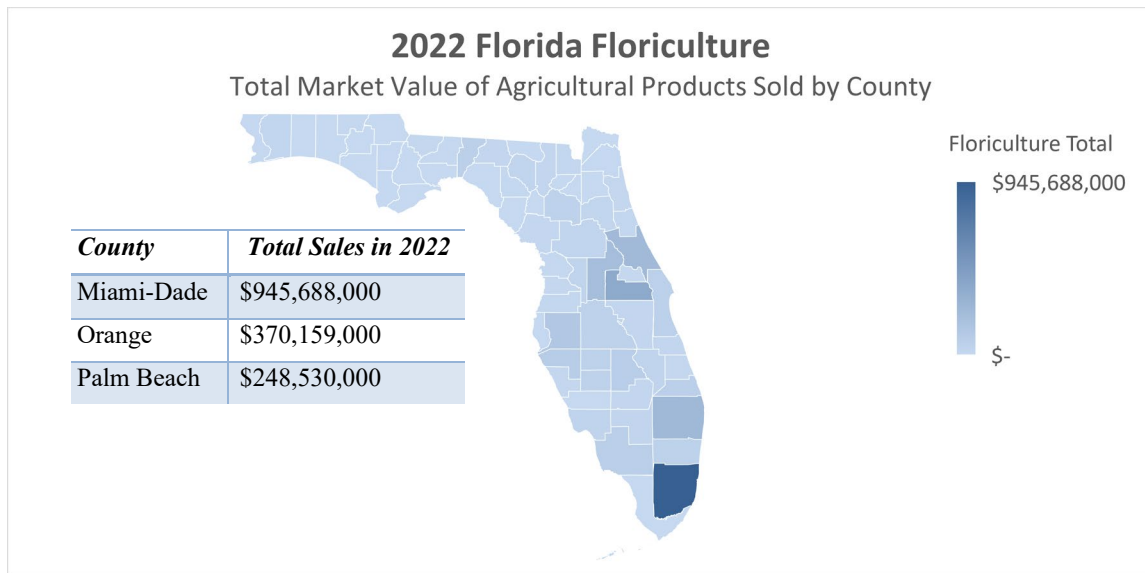 2022 Florida Floriculture
Total Market Value of Agricultural Products Sold by County
Floriculture Total
$945,688,000
$-
County Total Sales in 2022
Miami-Dade $945,688,000
Orange $370,159,000
Palm Beach $248,530,000